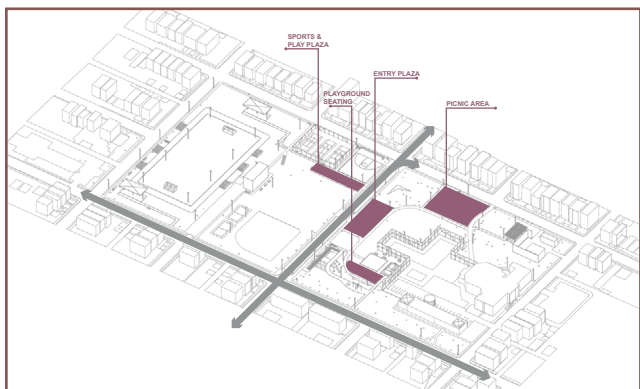 SPORTS &
PLAY PLAZA
ENTRY PLAZA
PLAYGROUND
SEATING
PICNIC AREA